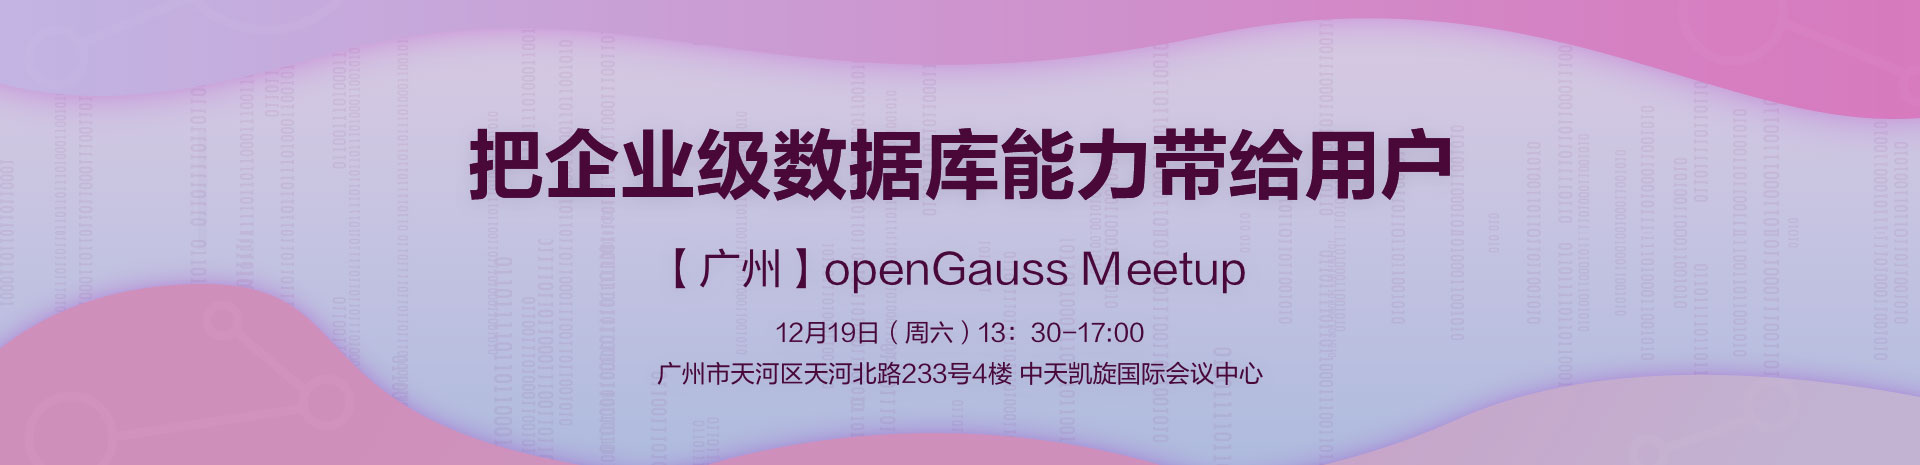 把企业级数据库能力带给用户
【广州】openGauss Meetup
12月19日（周六）13：30-17:00
广州市天河区天河北路233号4楼 中天凯旋国际会议中心